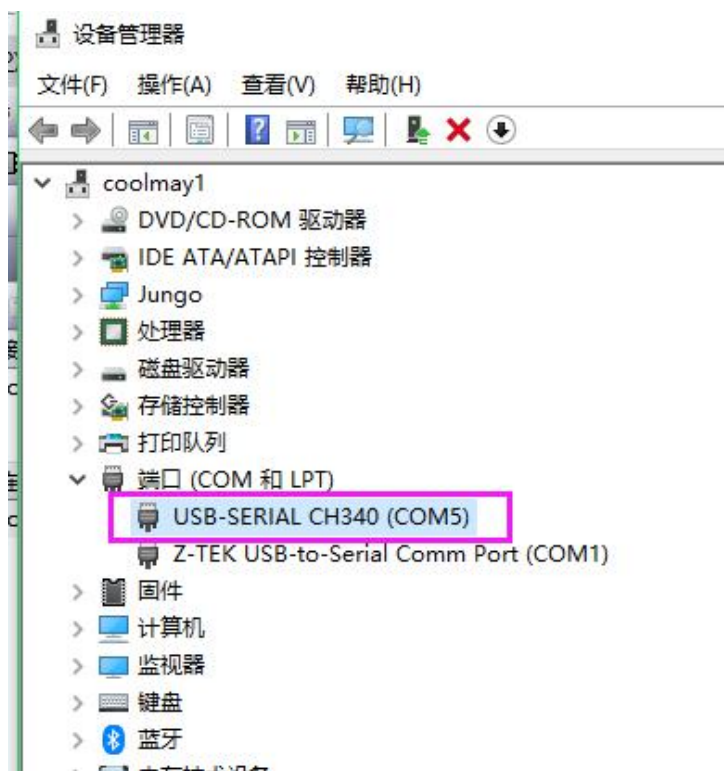 设备管理器
文件(F) 操作(A) 查看(V) 帮助(H)
coolmay1
DVD/CD-ROM 驱动器
IDE ATA/ATAPI 控制器
Jungo
处理器
磁盘驱动器
存储控制器
打印队列
端口 (COM 和 LPT)
USB-SERIAL CH340 (COM5)
Z-TEK USB-to-Serial Comm Port (COM1)
固件
计算机
监视器
键盘
蓝牙